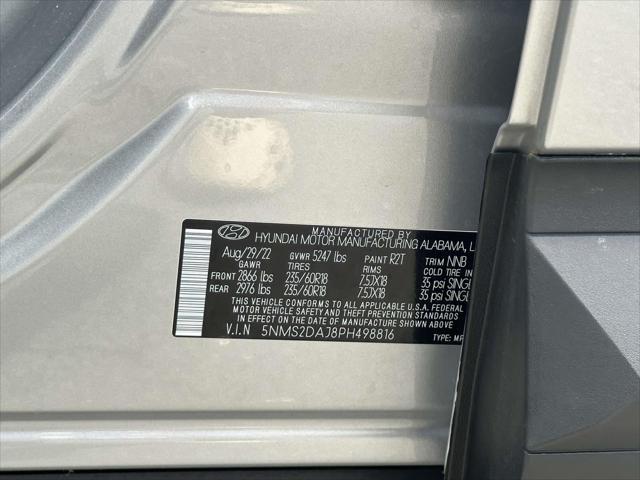 MANUFACTURED BY
HYUNDAI MOTOR MANUFACTURING ALABAMA, L
Aug/29/22 GVWR 5247 lbs PAINT R2T TRIM NNB
GAWR TIRES RIMS COLD TIRE IN
FRONT 2866 lbs 235/60R18 7.5JX18 35 psi SINGL
REAR 2976 lbs 235/60R18 7.5JX18 35 psi SINGL
THIS VEHICLE CONFORMS TO ALL APPLICABLE U.S.A. FEDERAL
MOTOR VEHICLE SAFETY AND THEFT PREVENTION STANDARDS
IN EFFECT ON THE DATE OF MANUFACTURE SHOWN ABOVE.
V.I.N 5NMS2DAJ8PH498816 TYPE: MP